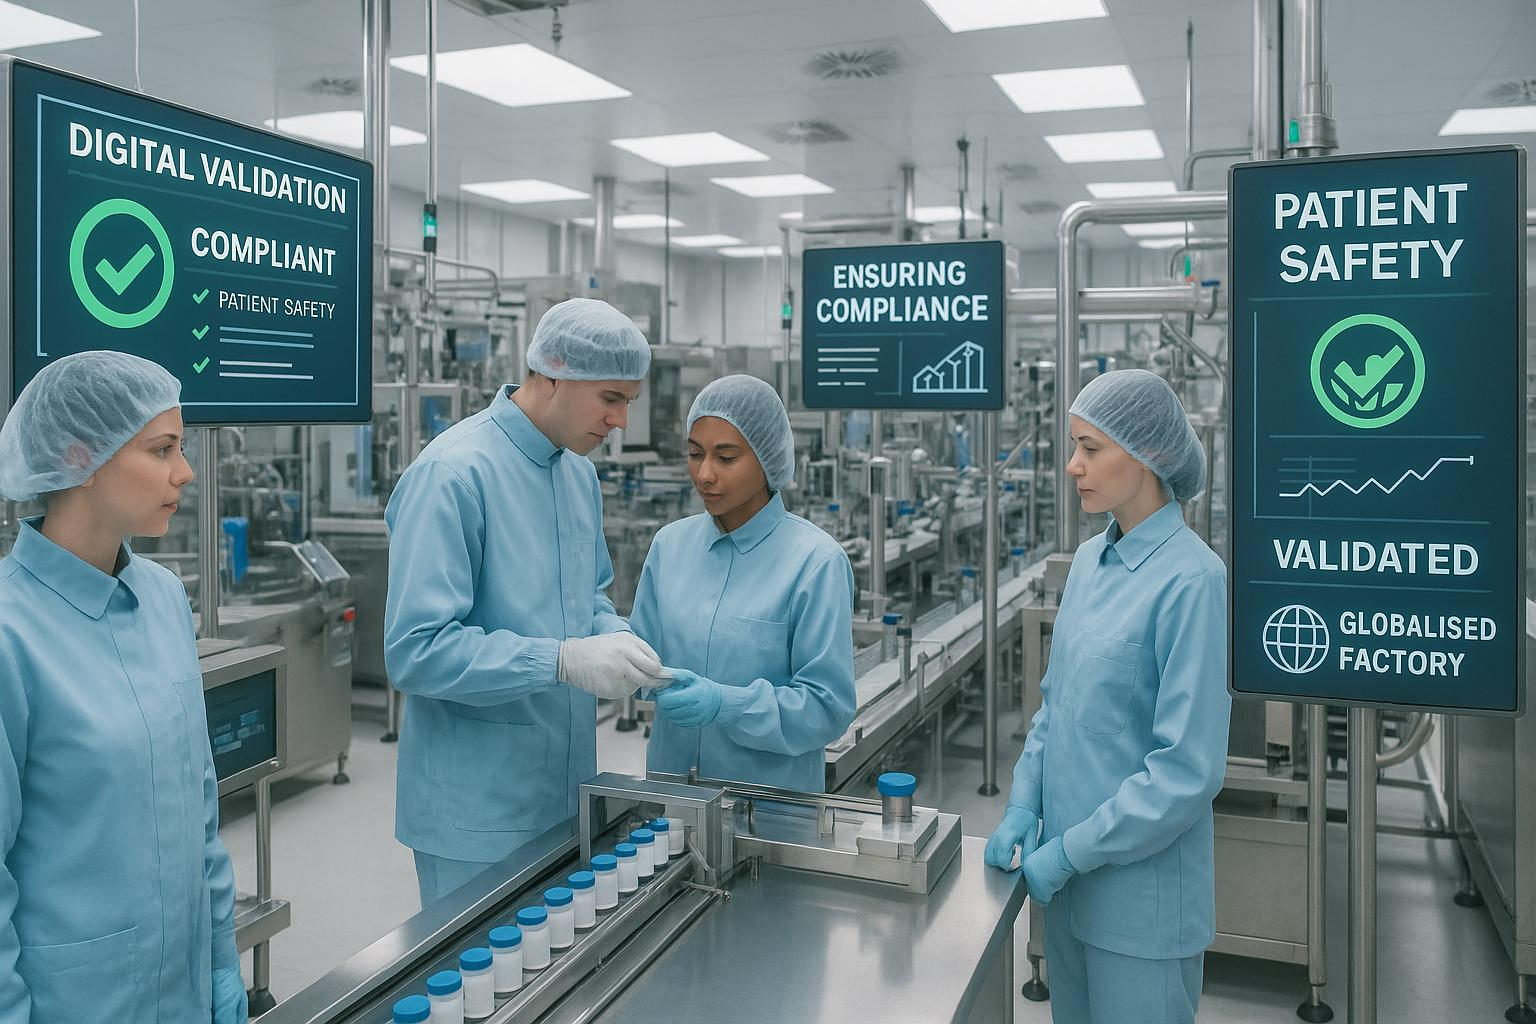 DIGITAL VALIDATION
COMPLIANT
PATIENT SAFETY
ENSURING
COMPLIANCE
PATIENT
SAFETY
VALIDATED
GLOBALISED
FACTORY